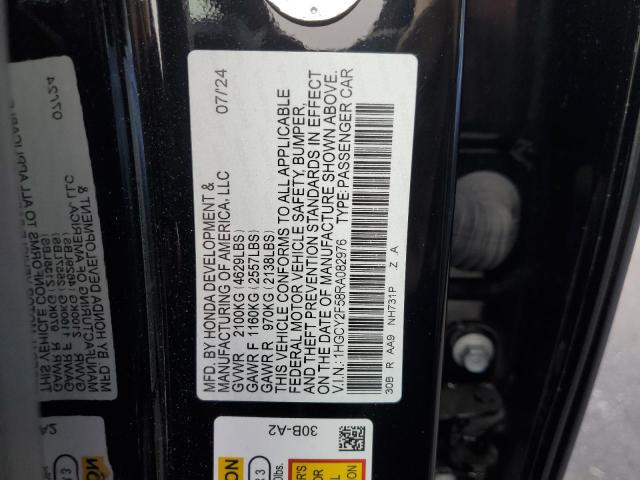 MFD. BY HONDA DEVELOPMENT & 07/'24
MANUFACTURING OF AMERICA, LLC
GVWR 2100KG(4629LBS)
GAWR F 1160KG(2557LBS)
GAWR R 970KG(2138LBS)
THIS VEHICLE CONFORMS TO ALL APPLICABLE
FEDERAL MOTOR VEHICLE SAFETY, BUMPER,
AND THEFT PREVENTION STANDARDS IN EFFECT
ON THE DATE OF MANUFACTURE SHOWN ABOVE.
V.I.N.:1HGCY2F58RA082976 TYPE:PASSENGER CAR
30B R AA9 NH731P .Z .A
30B-A2